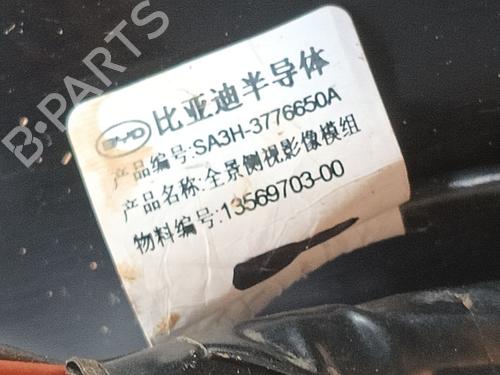 B-PARTS
BYD 比亚迪半导体
产品编号:SA3H-3776650A
产品名称:全景侧视影像模组
物料编号:13569703-00